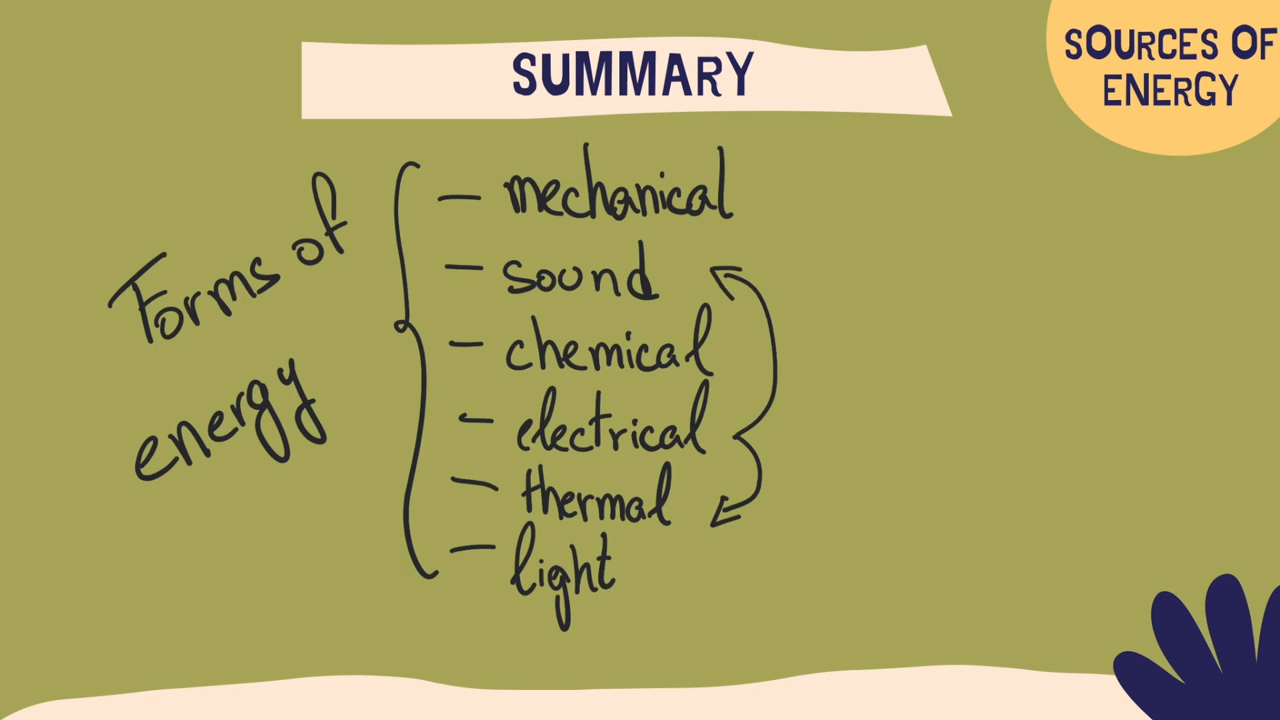 SUMMARY
SOURCES OF
ENERGY
Forms of
energy
– mechanical
– sound
– chemical
– electrical
– thermal
– light